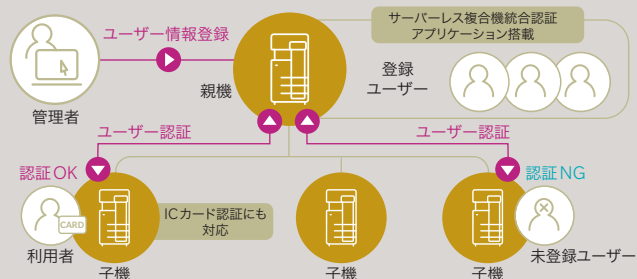 サーバーレス複合機統合認証
アプリケーション搭載
ユーザー情報登録
登録
ユーザー
親機
管理者
ユーザー認証
ユーザー認証
認証OK
認証NG
CARD
ICカード認証にも
対応
利用者
未登録ユーザー
子機
子機
子機